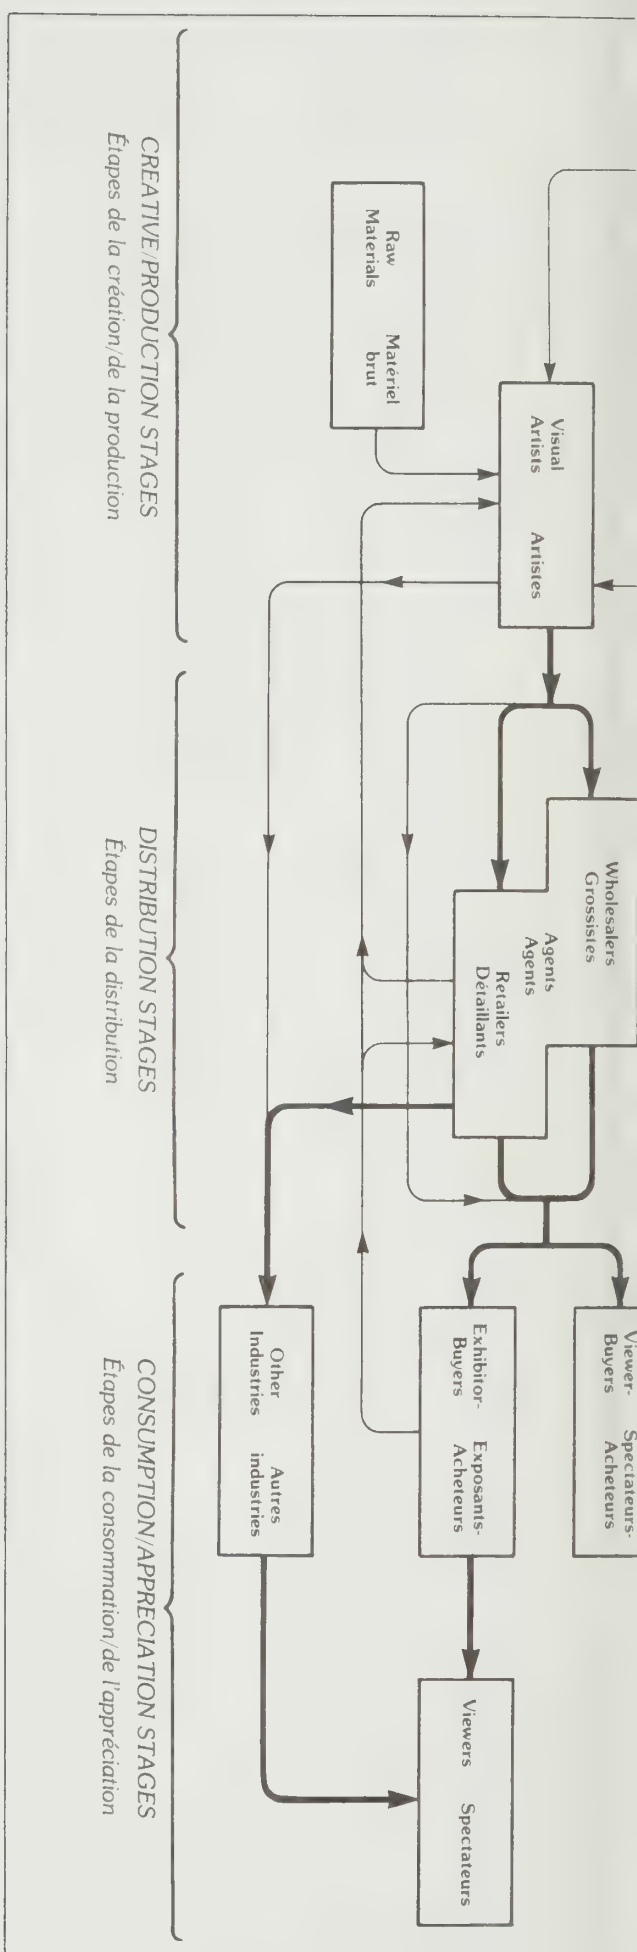 Visual
Artists
Artistes
Raw
Materials
Matériel
brut
CREATIVE/PRODUCTION STAGES
Étapes de la création/de la production
Wholesalers
Grossistes
Agents
Agents
Retailers
Détaillants
DISTRIBUTION STAGES
Étapes de la distribution
Viewer-
Buyers
Spectateurs-
Acheteurs
Exhibitor-
Buyers
Exposants-
Acheteurs
Other
Industries
Autres
industries
Viewers
Spectateurs
CONSUMPTION/APPRECIATION STAGES
Étapes de la consommation/de l'appréciation